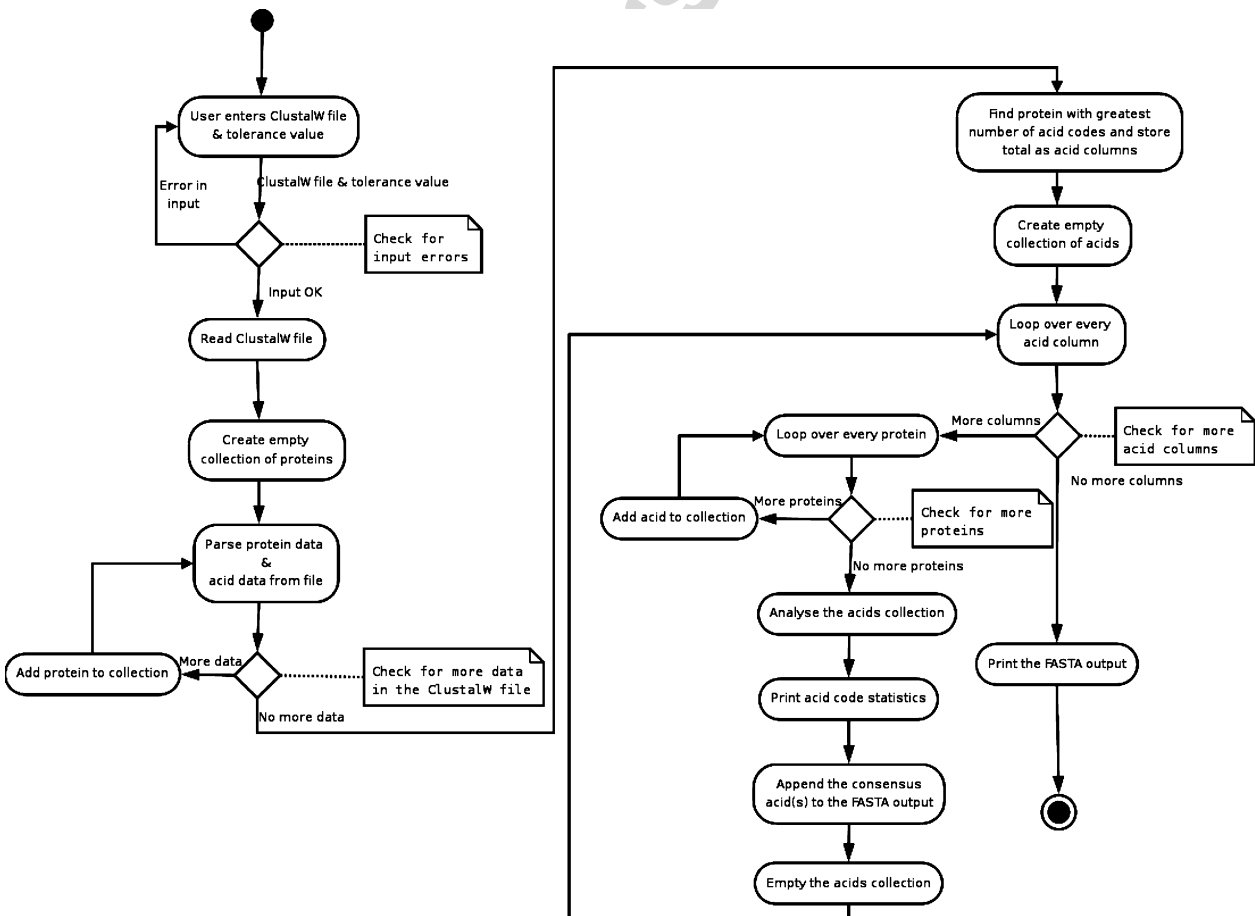 User enters ClustalW file
& tolerance value
Error in
input
ClustalW file & tolerance value
Check for
input errors
Input OK
Read ClustalW file
Create empty
collection of proteins
Parse protein data
&
acid data from file
Add protein to collection
More data
Check for more data
in the ClustalW file
No more data
Find protein with greatest
number of acid codes and store
total as acid columns
Create empty
collection of acids
Loop over every
acid column
More columns
Check for more
acid columns
No more columns
Loop over every protein
More proteins
Add acid to collection
Check for more
proteins
No more proteins
Analyse the acids collection
Print acid code statistics
Append the consensus
acid(s) to the FASTA output
Empty the acids collection
Print the FASTA output